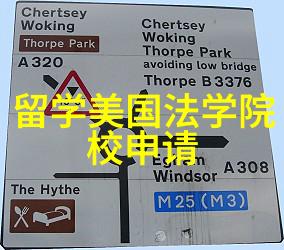 Chertsey
Woking
Thorpe Park
A320
Chertsey
Woking
Thorpe Park
avoiding low bridge
Thorpe B3376
留学美国法学院
校申请
Egham
Windsor
A308
The Hythe
M25 (M3)